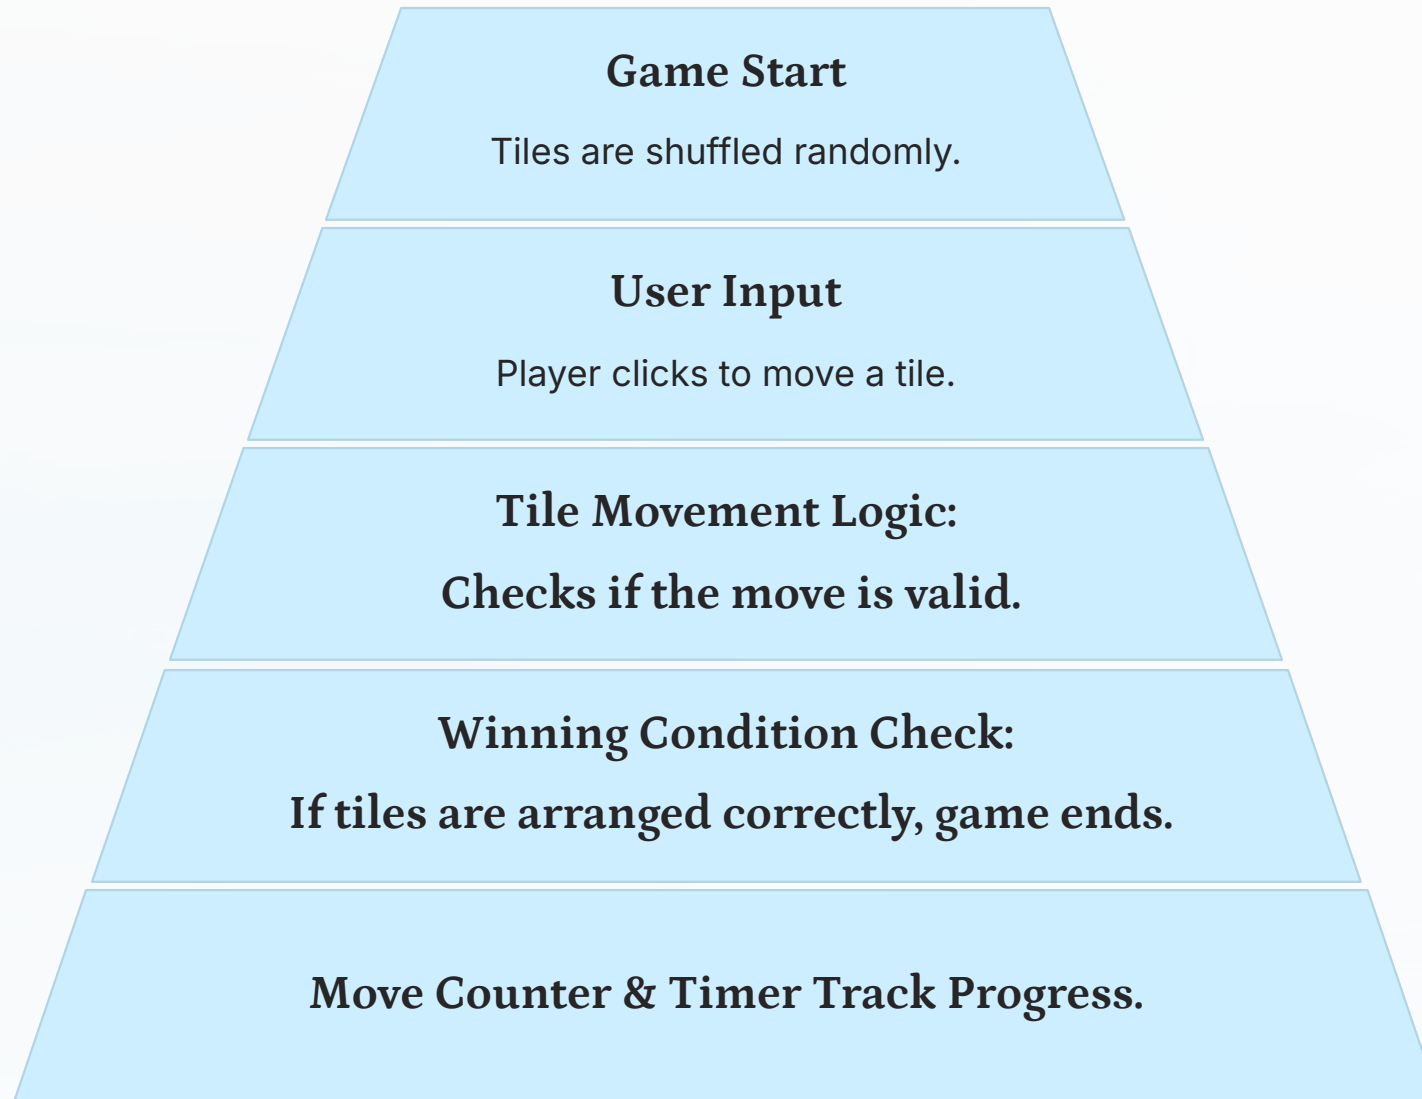 Game Start
Tiles are shuffled randomly.
User Input
Player clicks to move a tile.
Tile Movement Logic:
Checks if the move is valid.
Winning Condition Check:
If tiles are arranged correctly, game ends.
Move Counter & Timer Track Progress.